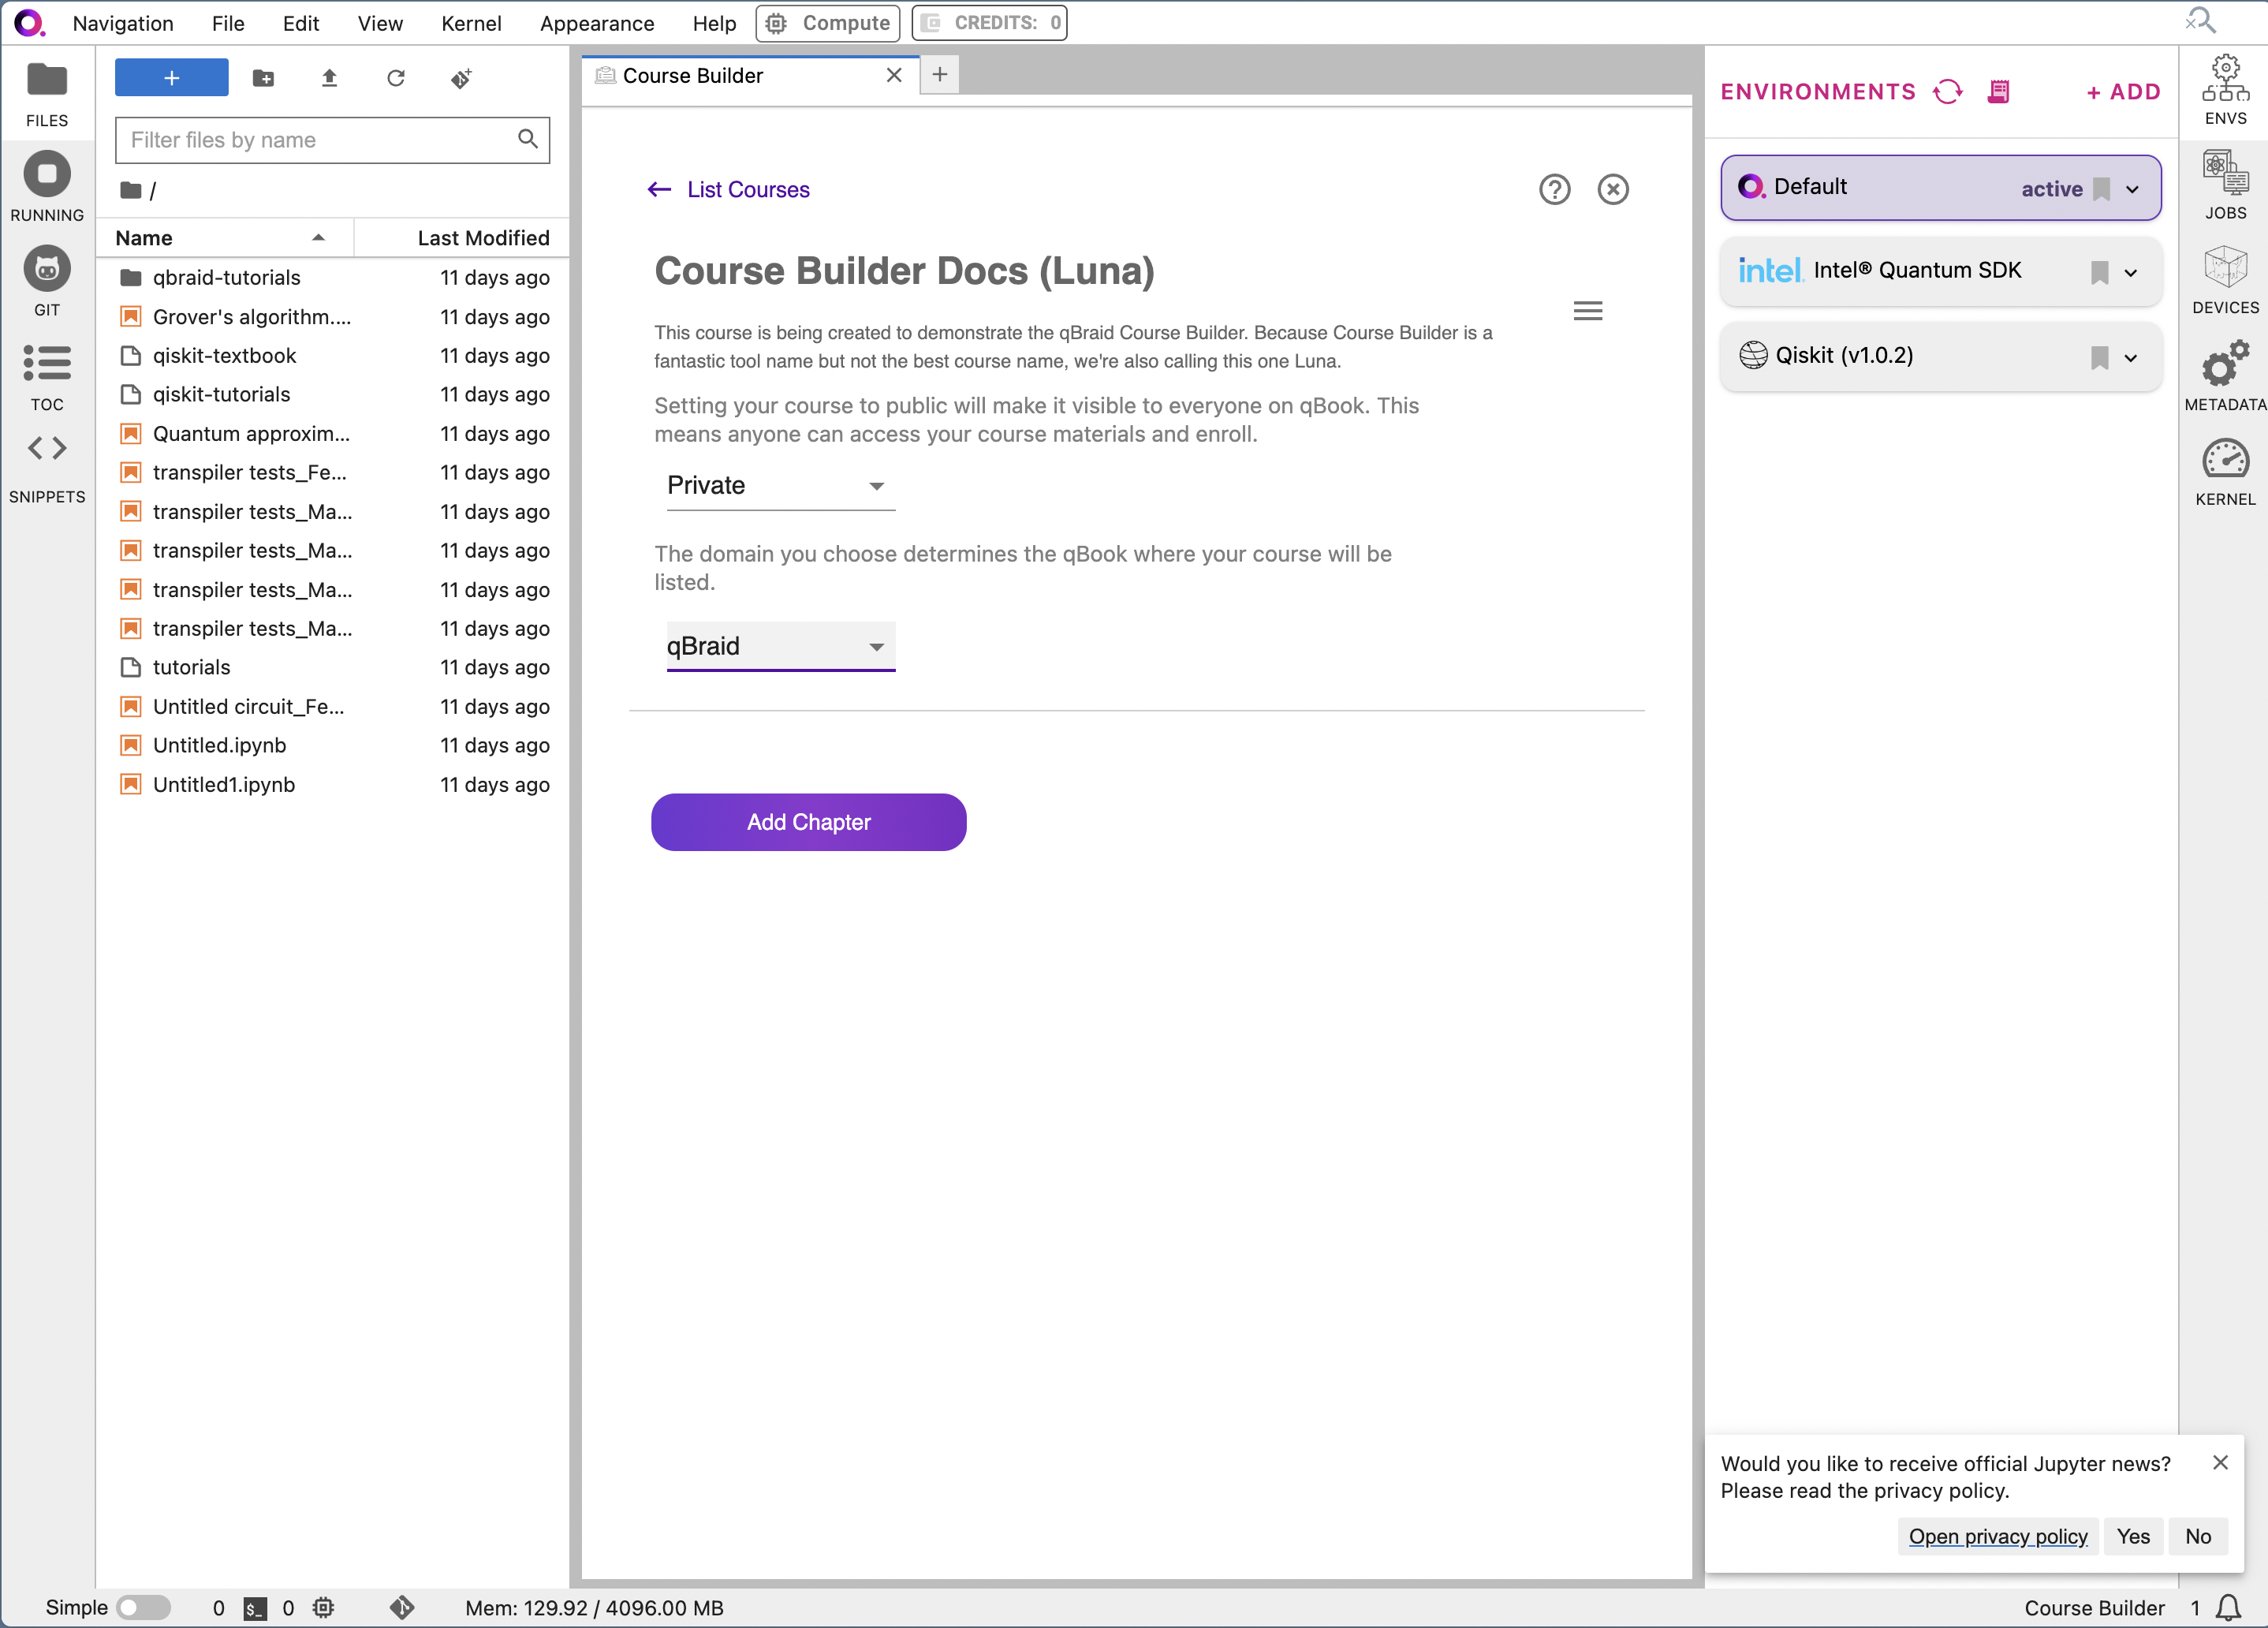 Navigation File Edit View Kernel Appearance Help Compute CREDITS: 0
FILES
RUNNING
GIT
TOC
SNIPPETS
Filter files by name
/
Name Last Modified
qbraid-tutorials 11 days ago
Grover's algorithm.... 11 days ago
qiskit-textbook 11 days ago
qiskit-tutorials 11 days ago
Quantum approxim... 11 days ago
transpiler tests_Fe... 11 days ago
transpiler tests_Ma... 11 days ago
transpiler tests_Ma... 11 days ago
transpiler tests_Ma... 11 days ago
transpiler tests_Ma... 11 days ago
tutorials 11 days ago
Untitled circuit_Fe... 11 days ago
Untitled.ipynb 11 days ago
Untitled1.ipynb 11 days ago
Course Builder
List Courses
Course Builder Docs (Luna)
This course is being created to demonstrate the qBraid Course Builder. Because Course Builder is a
fantastic tool name but not the best course name, we're also calling this one Luna.
Setting your course to public will make it visible to everyone on qBook. This
means anyone can access your course materials and enroll.
Private
The domain you choose determines the qBook where your course will be
listed.
qBraid
Add Chapter
ENVIRONMENTS + ADD
Default active
intel. Intel® Quantum SDK
Qiskit (v1.0.2)
ENVS
JOBS
DEVICES
METADATA
KERNEL
Would you like to receive official Jupyter news?
Please read the privacy policy.
Open privacy policy Yes No
Simple 0 $_ 0 Mem: 129.92 / 4096.00 MB Course Builder 1